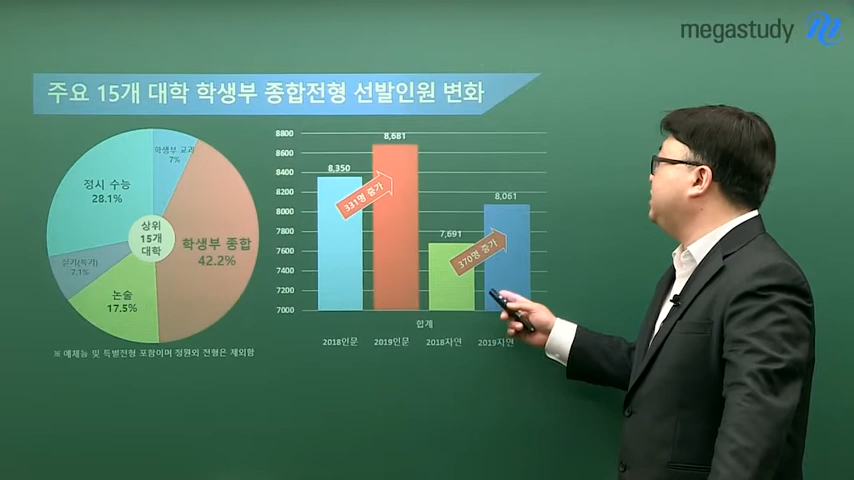 megastudy
주요 15개 대학 학생부 종합전형 선발인원 변화
학생부 교과
7%
정시 수능
28.1%
상위
15개
대학
학생부 종합
42.2%
실기(특기)
7.1%
논술
17.5%
※ 예체능 및 특별전형 포함이며 정원외 전형은 제외함
8800
8600
8400
8200
8000
7800
7600
7400
7200
7000
8,350
8,681
7,691
8,061
331명 증가
370명 증가
합계
2018인문
2019인문
2018자연
2019자연